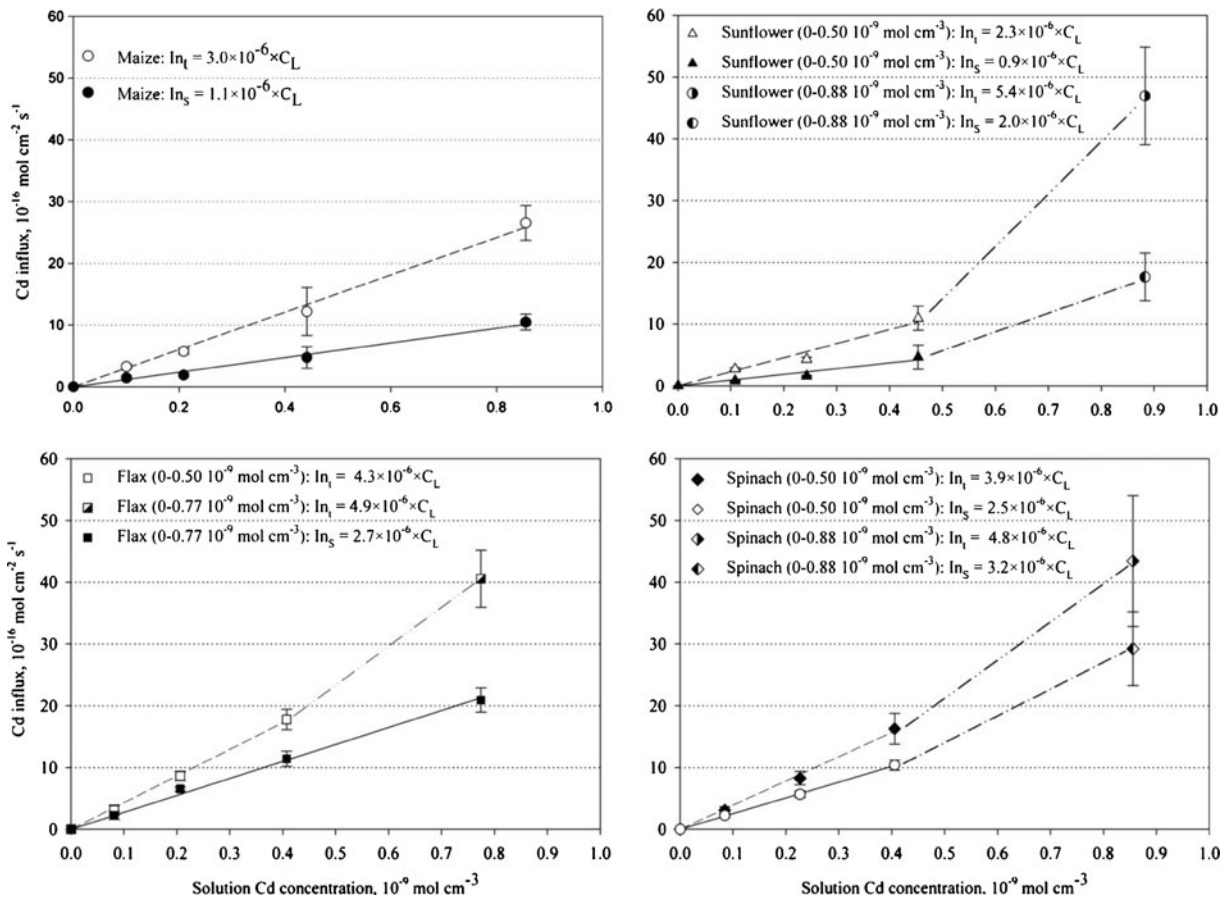 Cd influx, 10⁻¹⁶ mol cm⁻² s⁻¹
60
50
40
30
20
10
0
Maize: Inₜ = 3.0×10⁻⁶×C_L
Maize: In_s = 1.1×10⁻⁶×C_L
0.0 0.2 0.4 0.6 0.8 1.0
60
50
40
30
20
10
0
Sunflower (0-0.50 10⁻⁹ mol cm⁻³): Inₜ = 2.3×10⁻⁶×C_L
Sunflower (0-0.50 10⁻⁹ mol cm⁻³): In_S = 0.9×10⁻⁶×C_L
Sunflower (0-0.88 10⁻⁹ mol cm⁻³): Inₜ = 5.4×10⁻⁶×C_L
Sunflower (0-0.88 10⁻⁹ mol cm⁻³): In_S = 2.0×10⁻⁶×C_L
0.0 0.1 0.2 0.3 0.4 0.5 0.6 0.7 0.8 0.9 1.0
Cd influx, 10⁻¹⁶ mol cm⁻² s⁻¹
60
50
40
30
20
10
0
Flax (0-0.50 10⁻⁹ mol cm⁻³): Inₜ = 4.3×10⁻⁶×C_L
Flax (0-0.77 10⁻⁹ mol cm⁻³): Inₜ = 4.9×10⁻⁶×C_L
Flax (0-0.77 10⁻⁹ mol cm⁻³): In_S = 2.7×10⁻⁶×C_L
0.0 0.1 0.2 0.3 0.4 0.5 0.6 0.7 0.8 0.9 1.0
Solution Cd concentration, 10⁻⁹ mol cm⁻³
60
50
40
30
20
10
0
Spinach (0-0.50 10⁻⁹ mol cm⁻³): Inₜ = 3.9×10⁻⁶×C_L
Spinach (0-0.50 10⁻⁹ mol cm⁻³): In_S = 2.5×10⁻⁶×C_L
Spinach (0-0.88 10⁻⁹ mol cm⁻³): Inₜ = 4.8×10⁻⁶×C_L
Spinach (0-0.88 10⁻⁹ mol cm⁻³): In_S = 3.2×10⁻⁶×C_L
0.0 0.1 0.2 0.3 0.4 0.5 0.6 0.7 0.8 0.9 1.0
Solution Cd concentration, 10⁻⁹ mol cm⁻³